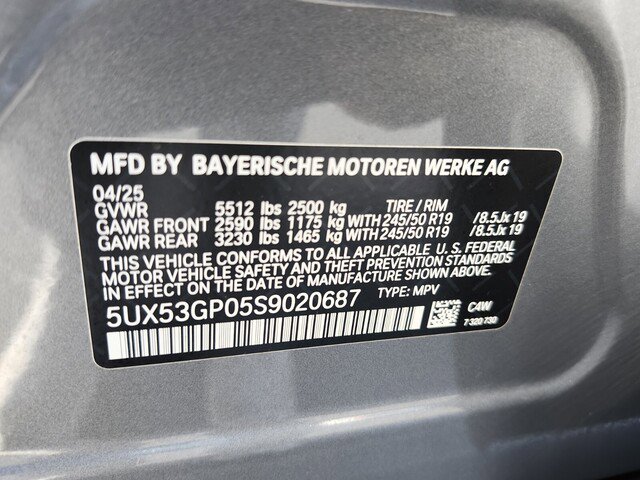 MFD BY BAYERISCHE MOTOREN WERKE AG
04/25
GVWR 5512 lbs 2500 kg TIRE / RIM
GAWR FRONT 2590 lbs 1175 kg WITH 245/50 R19 /8.5Jx19
GAWR REAR 3230 lbs 1465 kg WITH 245/50 R19 /8.5Jx19
THIS VEHICLE CONFORMS TO ALL APPLICABLE U. S. FEDERAL
MOTOR VEHICLE SAFETY AND THEFT PREVENTION STANDARDS
IN EFFECT ON THE DATE OF MANUFACTURE SHOWN ABOVE.
5UX53GP05S9020687 TYPE: MPV
C4W
7 320 730